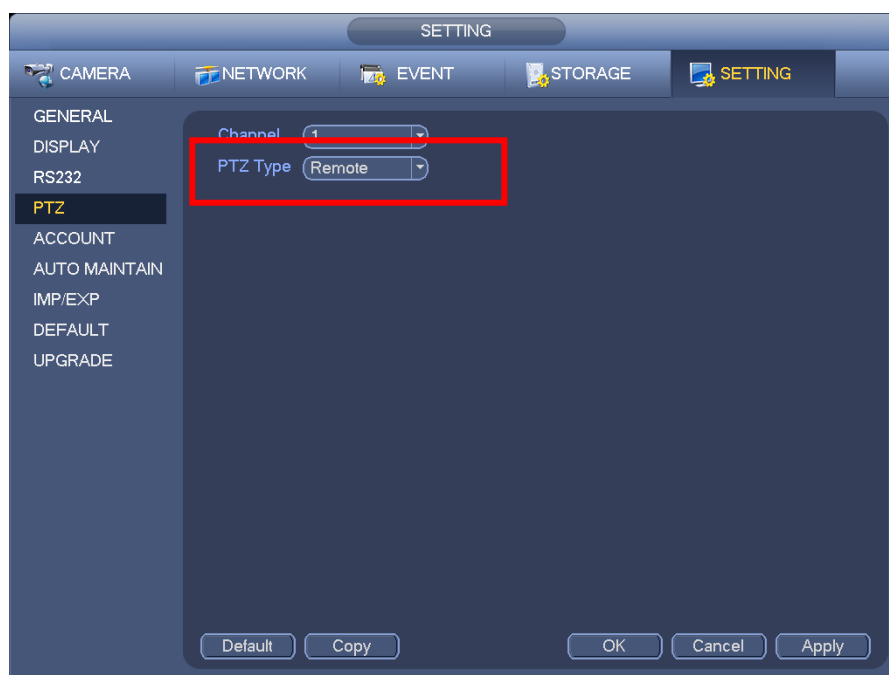 SETTING
CAMERA NETWORK EVENT STORAGE SETTING
GENERAL
DISPLAY
RS232
PTZ
ACCOUNT
AUTO MAINTAIN
IMP/EXP
DEFAULT
UPGRADE
Channel 1
PTZ Type Remote
Default Copy OK Cancel Apply